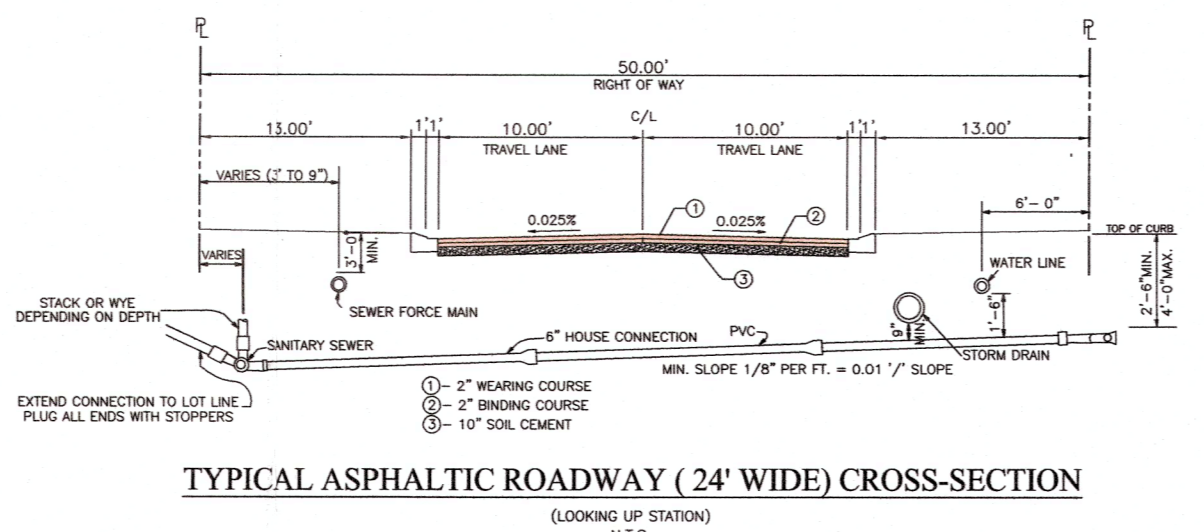 PL
PL
50.00'
RIGHT OF WAY
C/L
13.00'
1'
1'
10.00'
10.00'
1'
1'
13.00'
TRAVEL LANE
TRAVEL LANE
VARIES (3' TO 9")
6'- 0"
0.025%
①
0.025%
②
3'-0
MIN.
TOP OF CURB
VARIES
③
WATER LINE
2'-6"MIN.
4'-0"MAX.
STACK OR WYE
DEPENDING ON DEPTH
SEWER FORCE MAIN
1'-6"
9"
MIN.
SANITARY SEWER
6" HOUSE CONNECTION
PVC
STORM DRAIN
MIN. SLOPE 1/8" PER FT. = 0.01 '/' SLOPE
EXTEND CONNECTION TO LOT LINE
PLUG ALL ENDS WITH STOPPERS
①- 2" WEARING COURSE
②- 2" BINDING COURSE
③- 10" SOIL CEMENT
TYPICAL ASPHALTIC ROADWAY ( 24' WIDE) CROSS-SECTION
(LOOKING UP STATION)